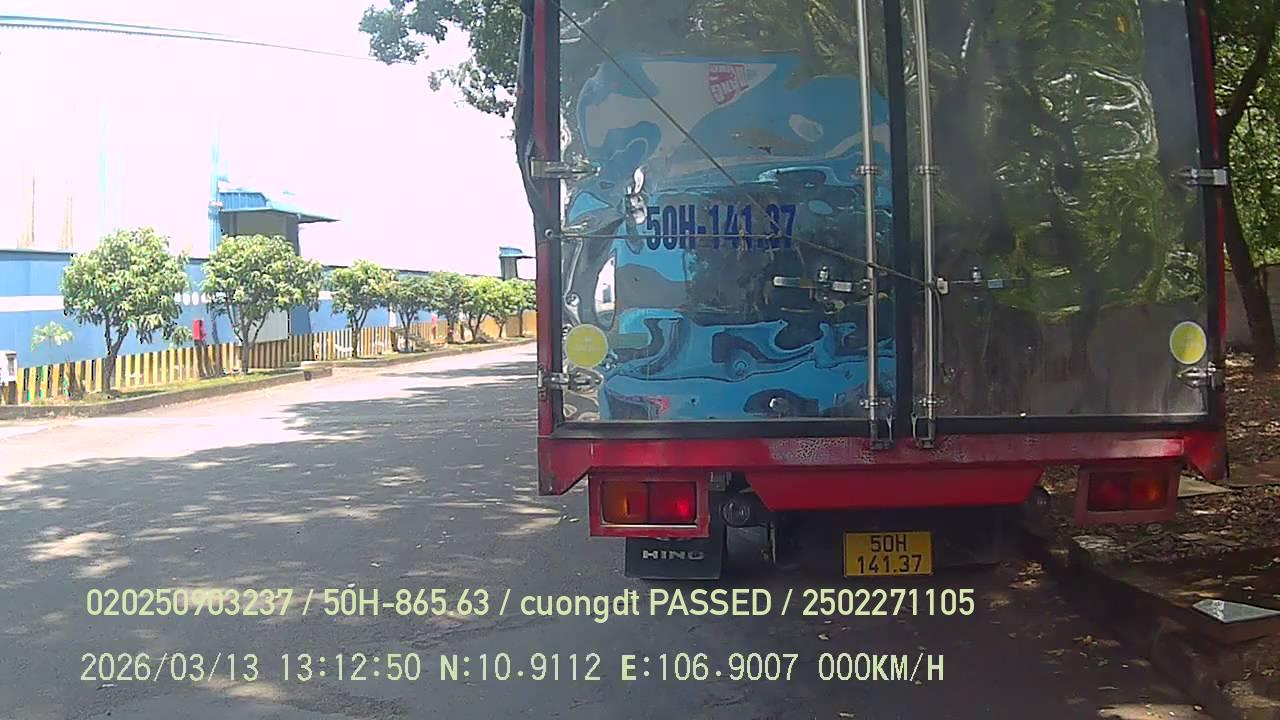 50H-141.37
HINO
50H
141.37
020250903237 / 50H-865.63 / cuongdt PASSED / 2502271105
2026/03/13 13:12:50 N:10.9112 E:106.9007 000KM/H